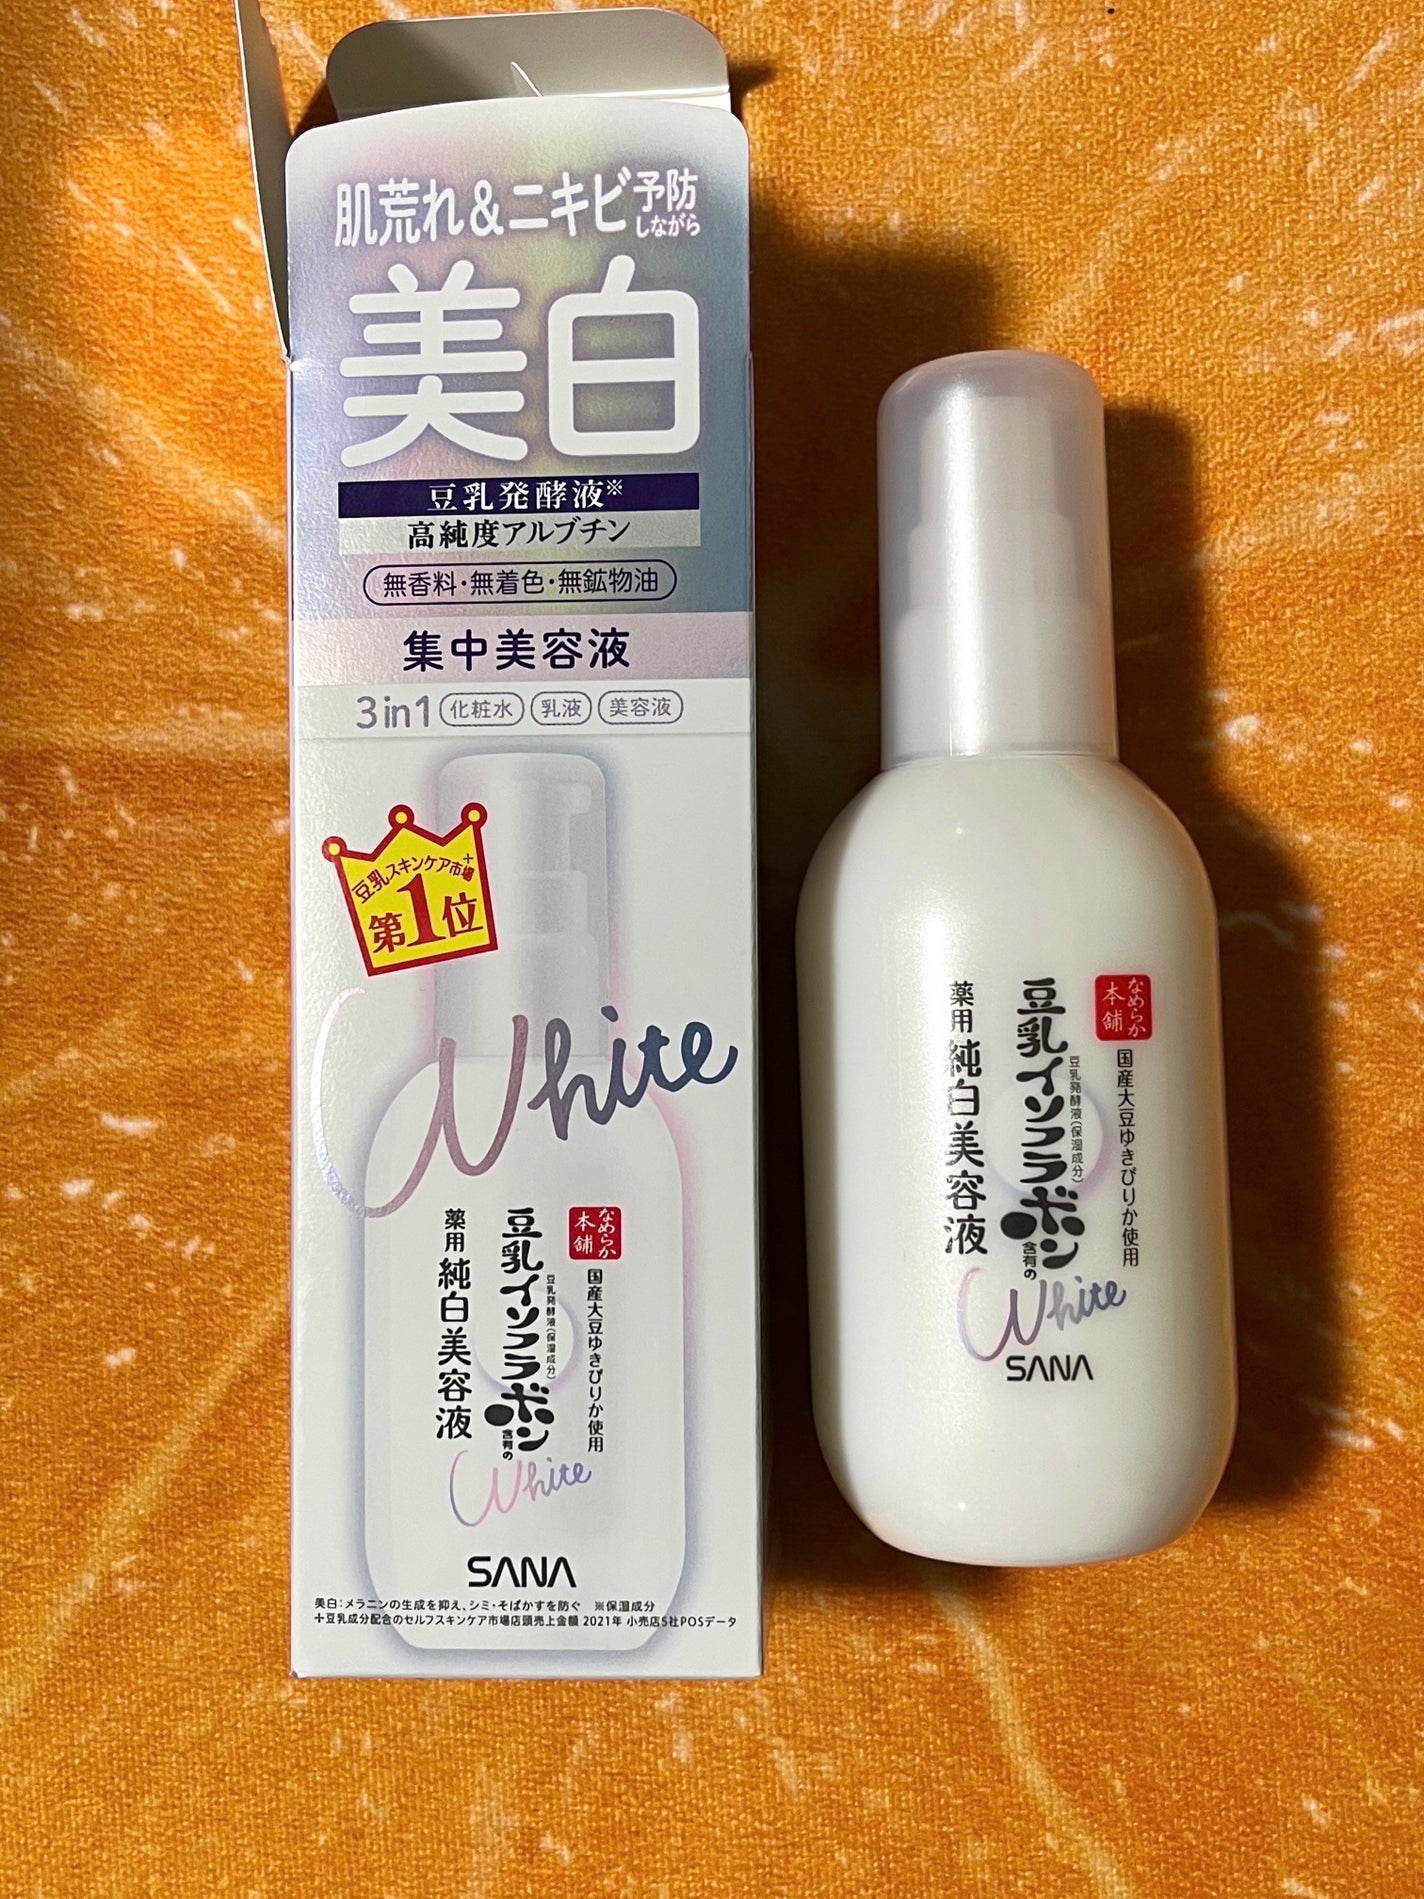 肌荒れ&ニキビ予防しながら
美白
豆乳発酵液※
高純度アルブチン
無香料・無着色・無鉱物油
集中美容液
3in1 化粧水 乳液 美容液
豆乳スキンケア市場+
第1位
White
なめらか本舗
国産大豆ゆきぴりか使用
豆乳イソフラボン含有の
豆乳発酵液(保湿成分)
薬用純白美容液
White
SANA
美白:メラニンの生成を抑え、シミ・そばかすを防ぐ ※保湿成分
+豆乳成分配合のセルフスキンケア市場店頭売上金額 2021年 小売店5社POSデータ
なめらか本舗
国産大豆ゆきぴりか使用
豆乳イソフラボン含有の
豆乳発酵液(保湿成分)
薬用純白美容液
White
SANA